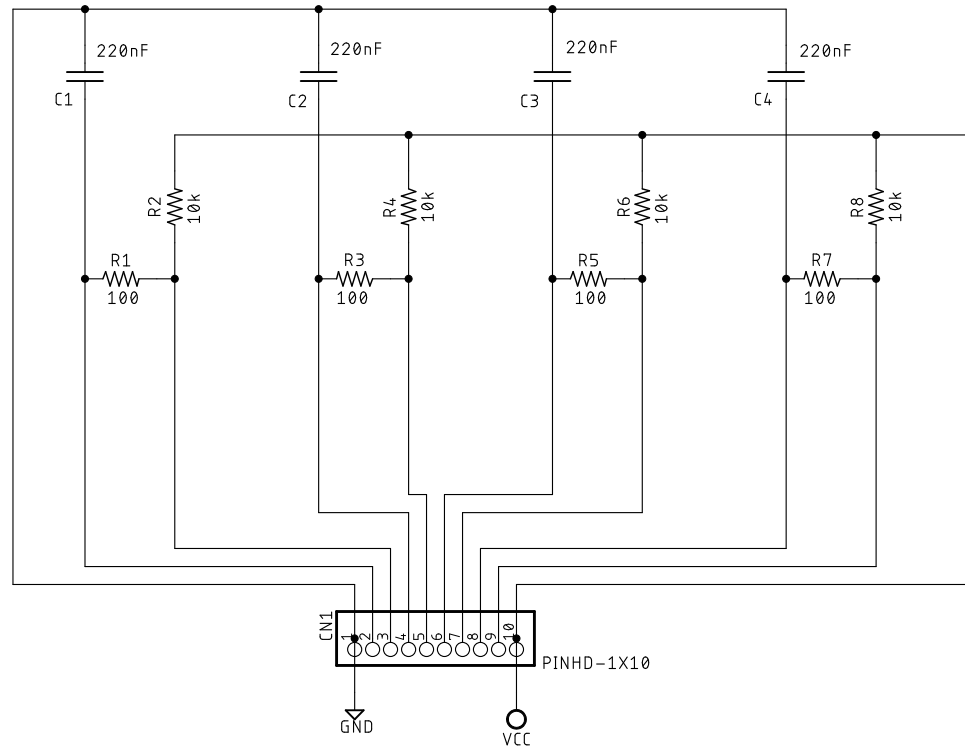 220nF 220nF 220nF 220nF
C1 C2 C3 C4
R2 10k R4 10k R6 10k R8 10k
R1 R3 R5 R7
100 100 100 100
CN1 1 2 3 4 5 6 7 8 9 10
PINHD-1X10
GND
VCC